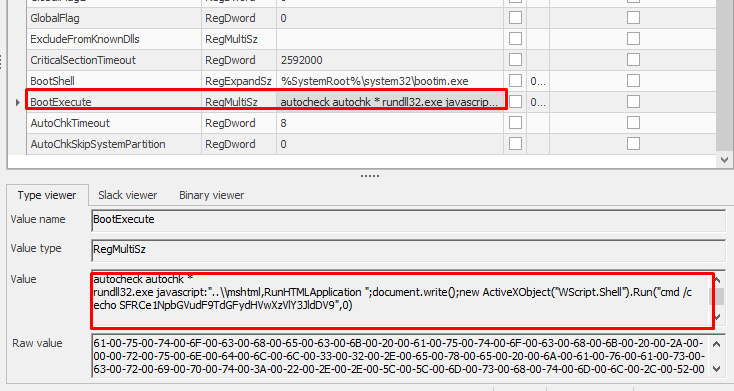 GlobalFlag RegDword 0
ExcludeFromKnownDlls RegMultiSz
CriticalSectionTimeout RegDword 2592000
BootShell RegExpandSz %SystemRoot%\system32\bootim.exe 0...
BootExecute RegMultiSz autocheck autochk * rundll32.exe javascrip... 0...
AutoChkTimeout RegDword 8
AutoChkSkipSystemPartition RegDword 0
Type viewer Slack viewer Binary viewer
Value name BootExecute
Value type RegMultiSz
Value autocheck autochk *
rundll32.exe javascript:"..\\mshtml,RunHTMLApplication ";document.write();new ActiveXObject("WScript.Shell").Run("cmd /c
echo SFRCe1NpbGVudF9TdGFydHVwXzVlY3JldDV9",0)
Raw value 61-00-75-00-74-00-6F-00-63-00-68-00-65-00-63-00-6B-00-20-00-61-00-75-00-74-00-6F-00-63-00-68-00-6B-00-20-00-2A-00-
00-00-72-00-75-00-6E-00-64-00-6C-00-6C-00-33-00-32-00-2E-00-65-00-78-00-65-00-20-00-6A-00-61-00-76-00-61-00-73-00-
63-00-72-00-69-00-70-00-74-00-3A-00-22-00-2E-00-2E-00-5C-00-5C-00-6D-00-73-00-68-00-74-00-6D-00-6C-00-2C-00-52-00